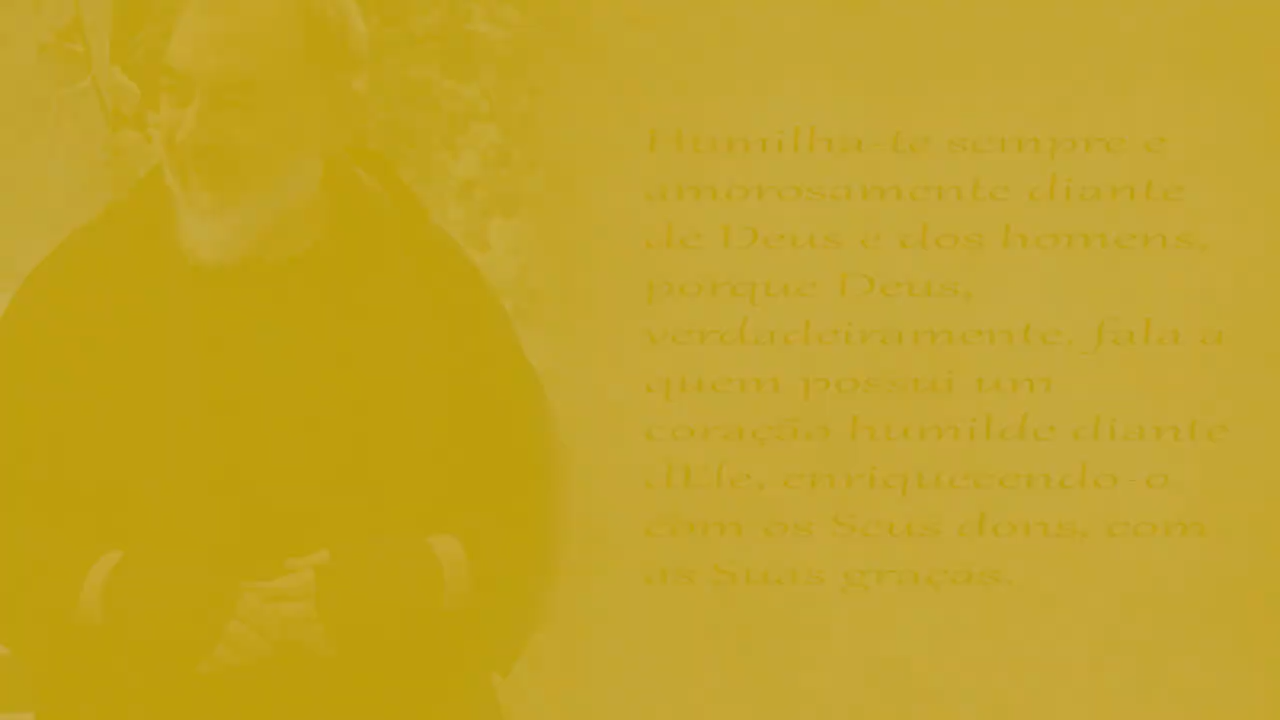 Humilha-te sempre e
amorosamente diante
de Deus e dos homens,
porque Deus,
verdadeiramente, fala a
quem possui um
coração humilde diante
dEle, enriquecendo-o
com os Seus dons, com
as Suas graças.